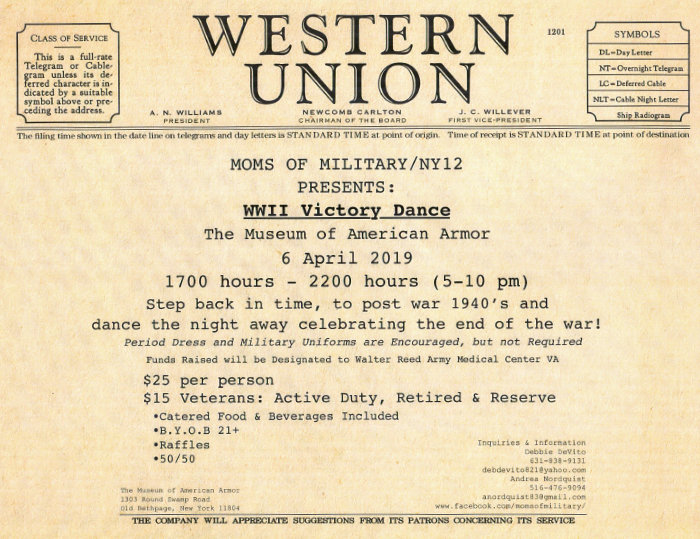 CLASS OF SERVICE
This is a full-rate
Telegram or Cable-
gram unless its de-
ferred character is in-
dicated by a suitable
symbol above or pre-
ceding the address.
WESTERN
UNION
1201
SYMBOLS
DL=Day Letter
NT=Overnight Telegram
LC=Deferred Cable
NLT=Cable Night Letter
Ship Radiogram
A. N. WILLIAMS
PRESIDENT
NEWCOMB CARLTON
CHAIRMAN OF THE BOARD
J. C. WILLEVER
FIRST VICE-PRESIDENT
The filing time shown in the date line on telegrams and day letters is STANDARD TIME at point of origin. Time of receipt is STANDARD TIME at point of destination
MOMS OF MILITARY/NY12
PRESENTS:
WWII Victory Dance
The Museum of American Armor
6 April 2019
1700 hours - 2200 hours (5-10 pm)
Step back in time, to post war 1940's and
dance the night away celebrating the end of the war!
Period Dress and Military Uniforms are Encouraged, but not Required
Funds Raised will be Designated to Walter Reed Army Medical Center VA
$25 per person
$15 Veterans: Active Duty, Retired & Reserve
•Catered Food & Beverages Included
•B.Y.O.B 21+
•Raffles
•50/50
Inquiries & Information
Debbie DeVito
631-838-9131
debdevito821@yahoo.com
Andrea Nordquist
516-476-9094
anordquist83@gmail.com
www.facebook.com/momsofmilitary/
The Museum of American Armor
1303 Round Swamp Road
Old Bethpage, New York 11804
THE COMPANY WILL APPRECIATE SUGGESTIONS FROM ITS PATRONS CONCERNING ITS SERVICE